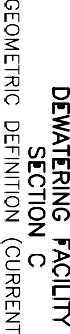 DEWATERING FACILITY
SECTION C
GEOMETRIC DEFINITION (CURRENT